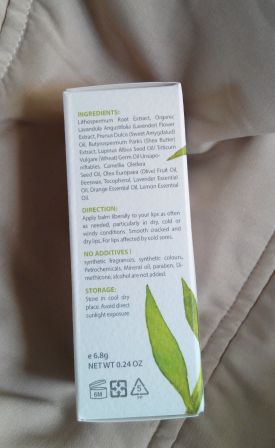 INGREDIENTS:
Lithospermum Root Extract, Organic
Lavandula Angustifolia (Lavender) Flower
Extract, Prunus Dulce (Sweet Amygdalud)
Oil, Butyrospermum Parkii (Shea Butter)
Extract, Lupinus Albus Seed Oil/ Triticum
Vulgare (Wheat) Germ Oil Unsapo-
nifiables, Camellia Oleifera
Seed Oil, Olea Europaea (Olive) Fruit Oil,
Beeswax, Tocopherol, Lavender Essential
Oil, Orange Essential Oil, Lemon Essential
Oil.
DIRECTION:
Apply balm liberally to your lips as often
as needed, particularly in dry, cold or
windy conditions. Smooth cracked and
dry lips. For lips affected by cold sores.
NO ADDITIVES !
synthetic fragrances, synthetic colours,
Petrochemicals, Mineral oil, paraben, Di-
methicone, alcohol are not added.
STORAGE:
Store in cool dry
place. Avoid direct
sunlight exposure
e 6.8g
NET WT 0.24 OZ
6M
5
PP